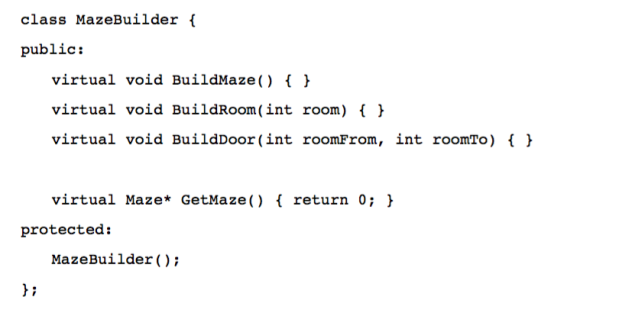 class MazeBuilder {
public:
virtual void BuildMaze() { }
virtual void BuildRoom(int room) { }
virtual void BuildDoor(int roomFrom, int roomTo) { }
virtual Maze* GetMaze() { return 0; }
protected:
MazeBuilder();
};